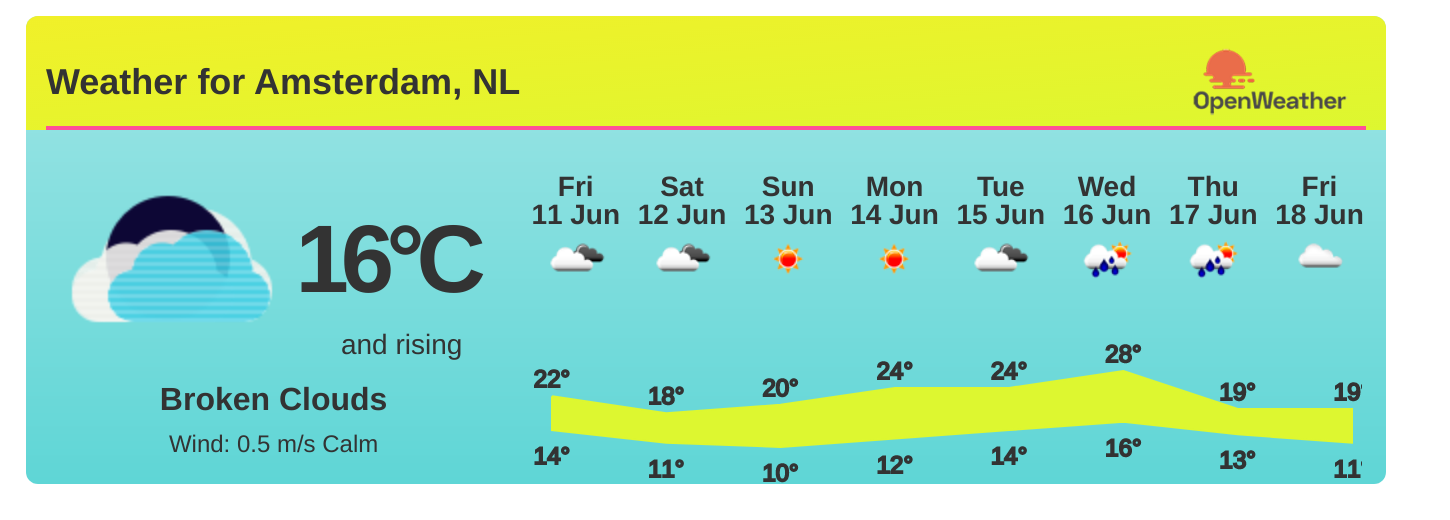 Weather for Amsterdam, NL
OpenWeather
Fri Sat Sun Mon Tue Wed Thu Fri
11 Jun 12 Jun 13 Jun 14 Jun 15 Jun 16 Jun 17 Jun 18 Jun
16°C
and rising
Broken Clouds
Wind: 0.5 m/s Calm
22° 18° 20° 24° 24° 28° 19° 19°
14° 11° 10° 12° 14° 16° 13° 11°